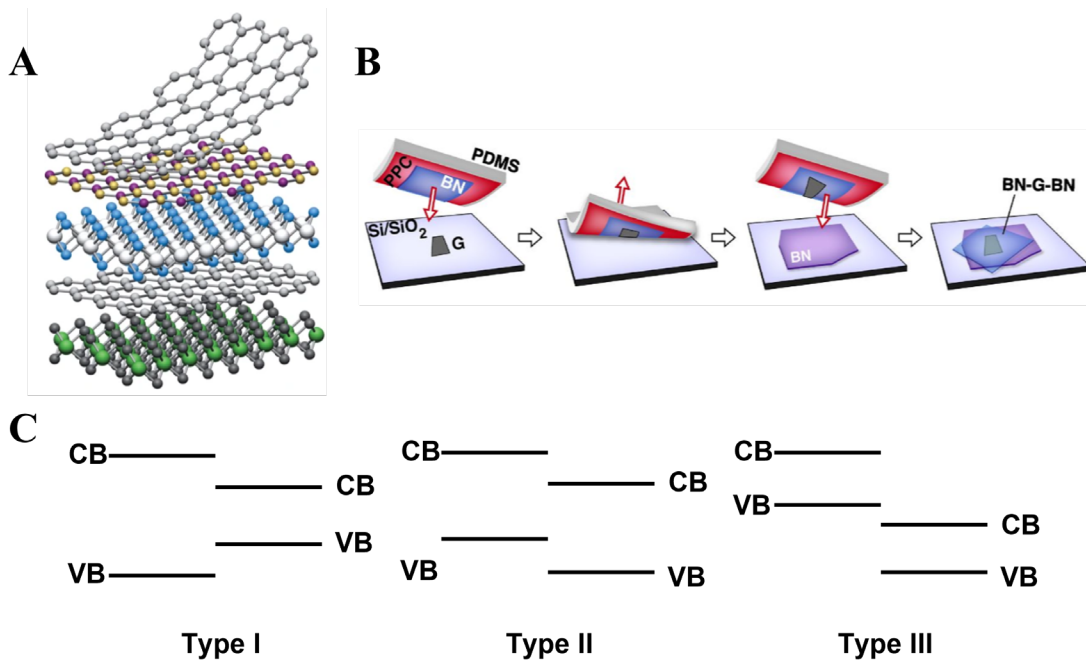 A
B
PPC
BN
PDMS
Si/SiO2
G
BN
BN-G-BN
C
CB
CB
VB
VB
Type I
CB
CB
VB
VB
Type II
CB
VB
CB
VB
Type III